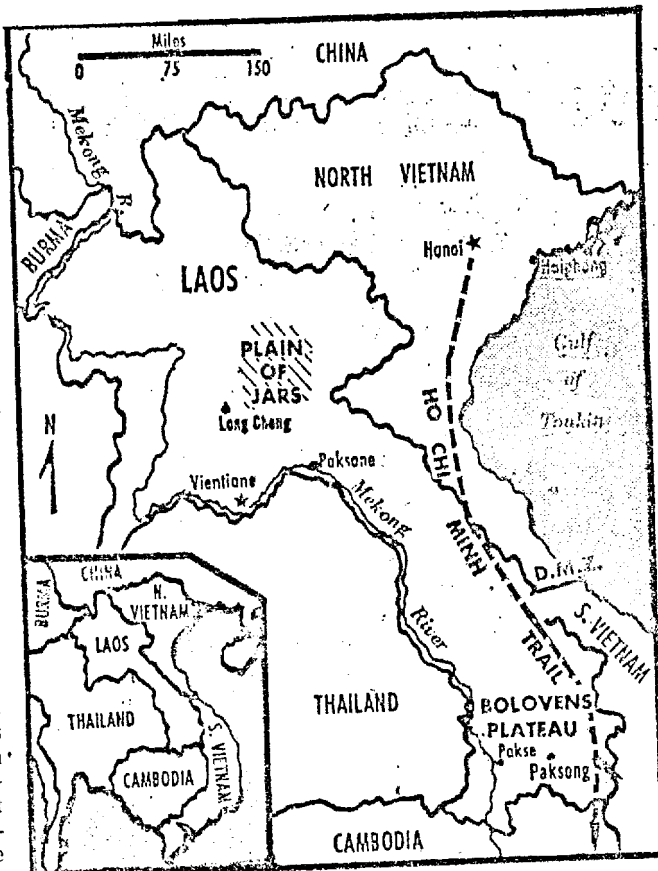 Miles
0 75 150
CHINA
Mekong
R.
BURMA
NORTH VIETNAM
Hanoi
Haiphong
LAOS
PLAIN
OF
JARS
Long Cheng
Gulf
of
Tonkin
N
HO CHI
MINH
TRAIL
Vientiane
Paksane
Mekong
River
D.M.Z.
S. VIETNAM
THAILAND
BOLOVENS
PLATEAU
Pakse
Paksong
CAMBODIA
CHINA
BURMA
N.
VIETNAM
LAOS
THAILAND
S. VIETNAM
CAMBODIA